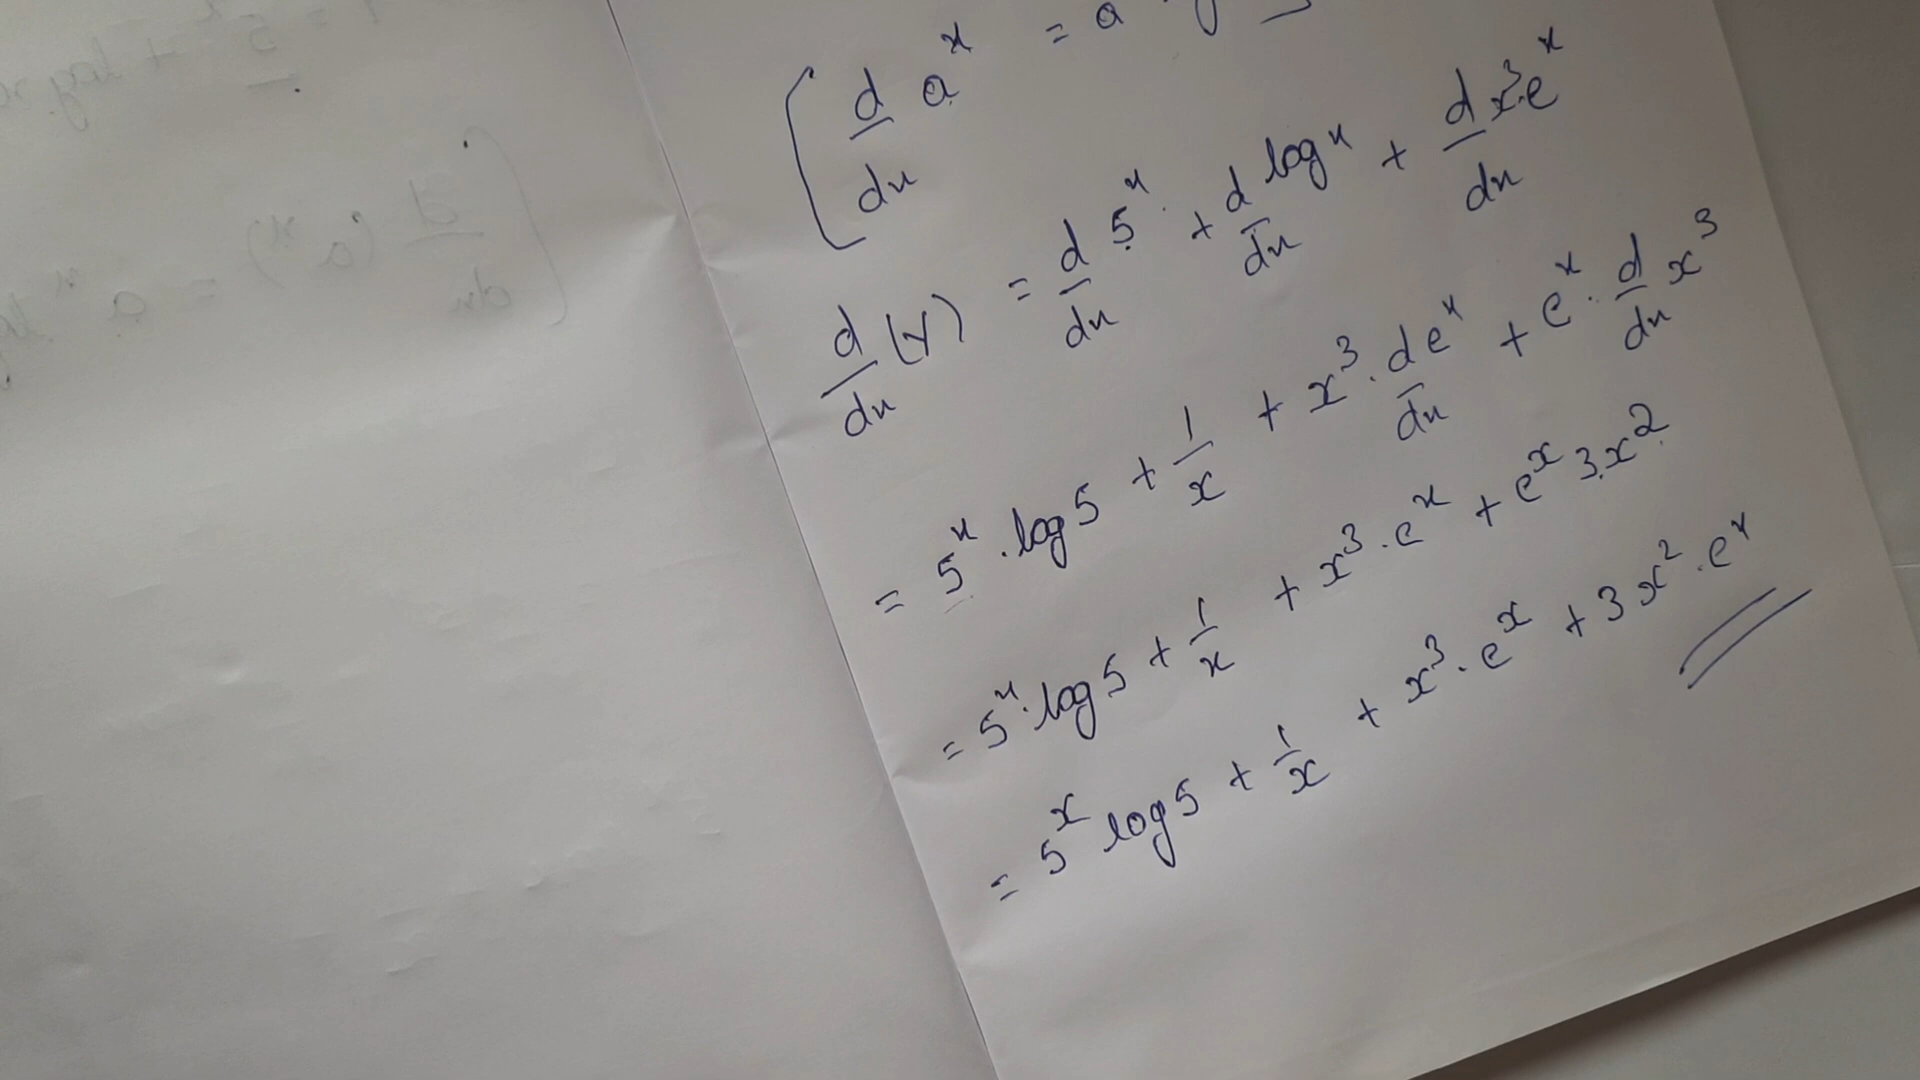 d/dx a^x = a
d/dx (y) = d/dx 5^x + d/dx log x + d/dx x^3 · e^x
= 5^x · log 5 + 1/x + x^3 · d/dx e^x + e^x · d/dx x^3
= 5^x · log 5 + 1/x + x^3 · e^x + e^x 3x^2
= 5^x log 5 + 1/x + x^3 · e^x + 3x^2 · e^x